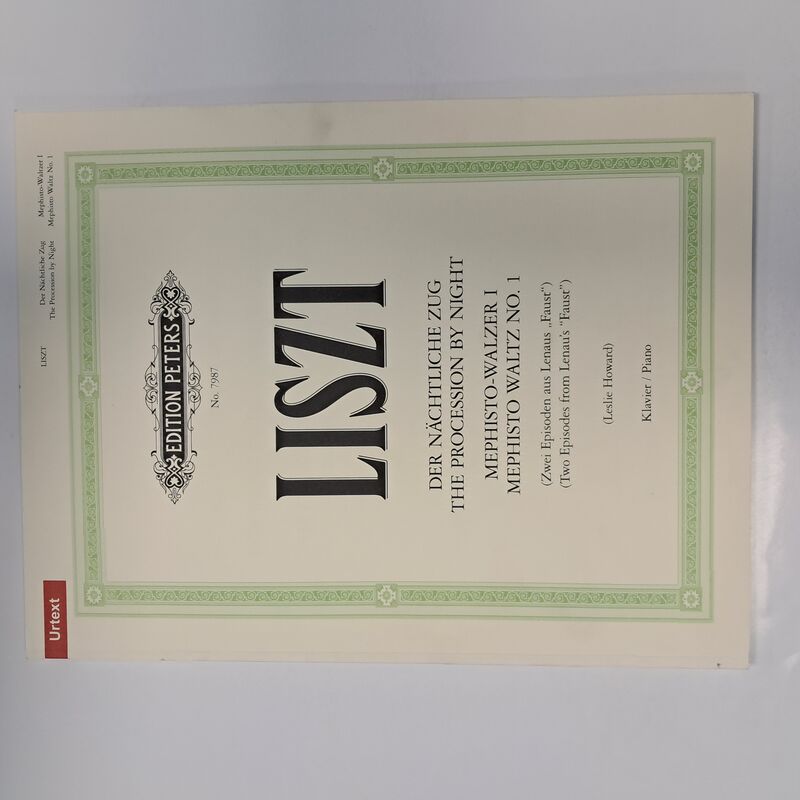 Urtext
LISZT
Der Nächtliche Zug
The Procession by Night
Mephisto-Walzer I
Mephisto Waltz No. 1
EDITION PETERS
No. 7987
LISZT
DER NÄCHTLICHE ZUG
THE PROCESSION BY NIGHT
MEPHISTO-WALZER I
MEPHISTO WALTZ NO. 1
(Zwei Episoden aus Lenaus „Faust“)
(Two Episodes from Lenau's “Faust”)
(Leslie Howard)
Klavier / Piano